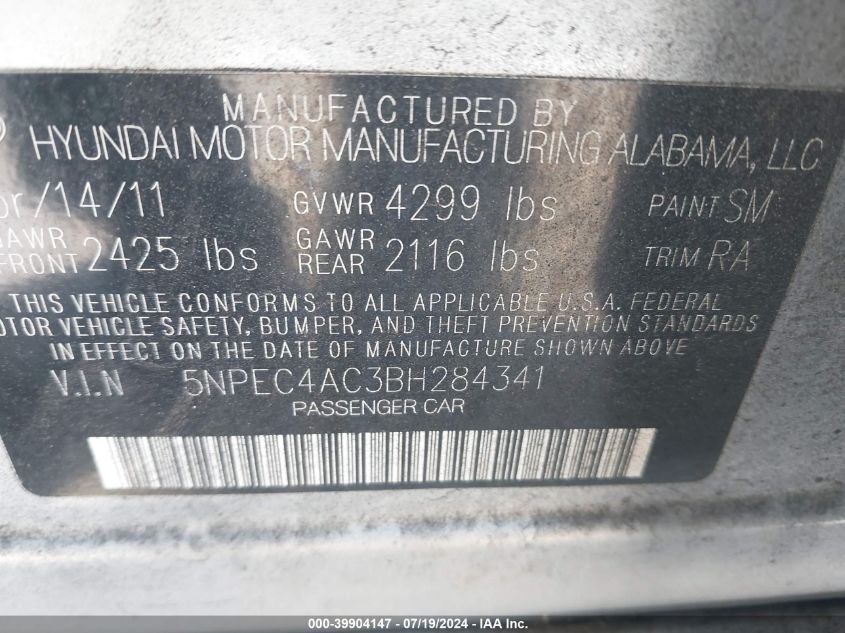 MANUFACTURED BY
HYUNDAI MOTOR MANUFACTURING ALABAMA, LLC
/14/11 GVWR 4299 lbs PAINT SM
GAWR FRONT 2425 lbs GAWR REAR 2116 lbs TRIM RA
THIS VEHICLE CONFORMS TO ALL APPLICABLE U.S.A. FEDERAL
MOTOR VEHICLE SAFETY, BUMPER, AND THEFT PREVENTION STANDARDS
IN EFFECT ON THE DATE OF MANUFACTURE SHOWN ABOVE
V.I.N 5NPEC4AC3BH284341
PASSENGER CAR
000-39904147 - 07/19/2024 - IAA Inc.